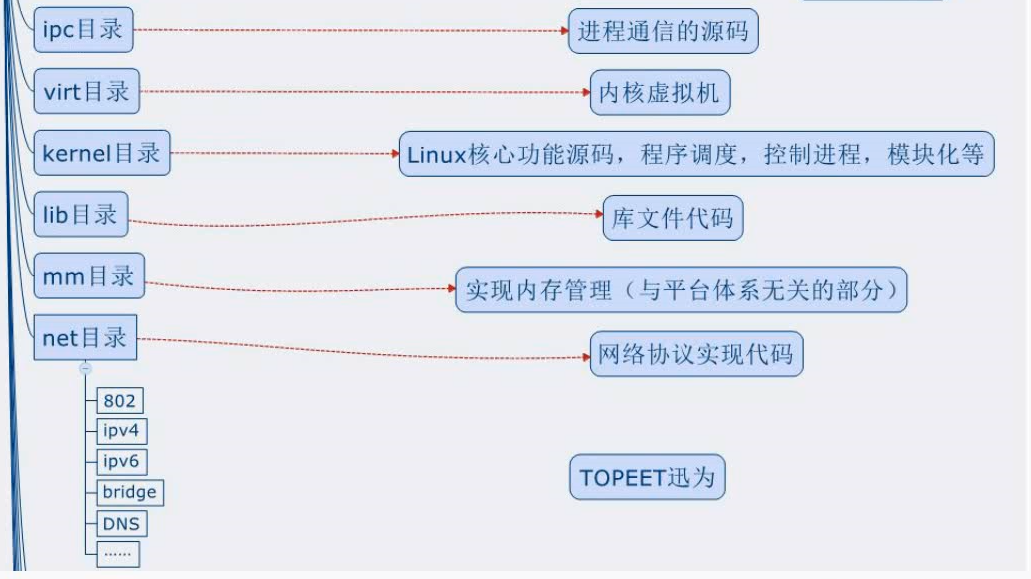 ipc目录
进程通信的源码
virt目录
内核虚拟机
kernel目录
Linux核心功能源码，程序调度，控制进程，模块化等
lib目录
库文件代码
mm目录
实现内存管理（与平台体系无关的部分）
net目录
网络协议实现代码
802
ipv4
ipv6
bridge
DNS
……
TOPEET迅为